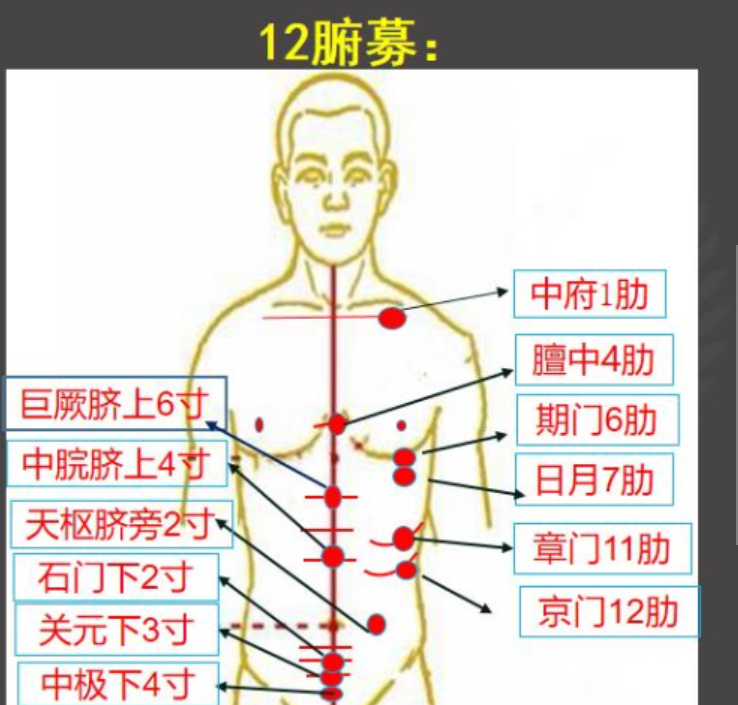 12腑募：
中府1肋
膻中4肋
期门6肋
日月7肋
章门11肋
京门12肋
巨厥脐上6寸
中脘脐上4寸
天枢脐旁2寸
石门下2寸
关元下3寸
中极下4寸